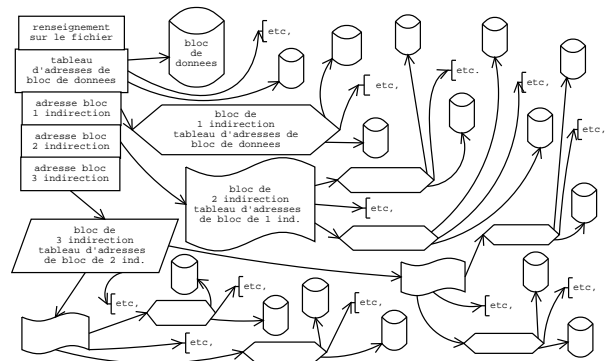 renseignement
sur le fichier
tableau
d'adresses de
bloc de donnees
adresse bloc
1 indirection
adresse bloc
2 indirection
adresse bloc
3 indirection
bloc
de
donnees
etc,
bloc de
1 indirection
tableau d'adresses de
bloc de donnees
etc,
etc.
etc,
etc,
bloc de
2 indirection
tableau d'adresses
de bloc de 1 ind.
etc,
bloc de
3 indirection
tableau d'adresses
de bloc de 2 ind.
etc,
etc,
etc,
etc,
etc,
etc,